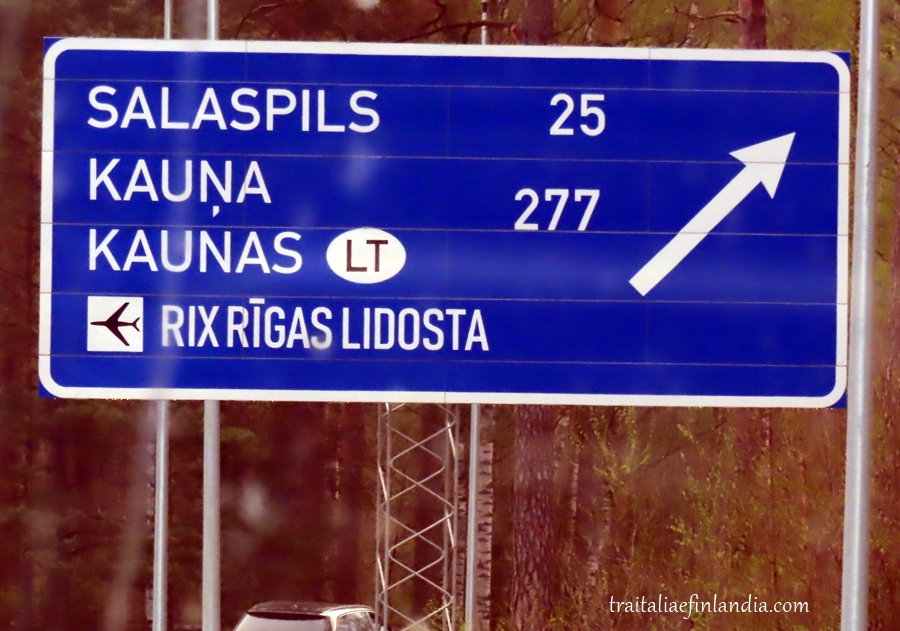 SALASPILS 25
KAUŅA 277
KAUNAS LT
RIX RĪGAS LIDOSTA
traitaliaefinlandia.com